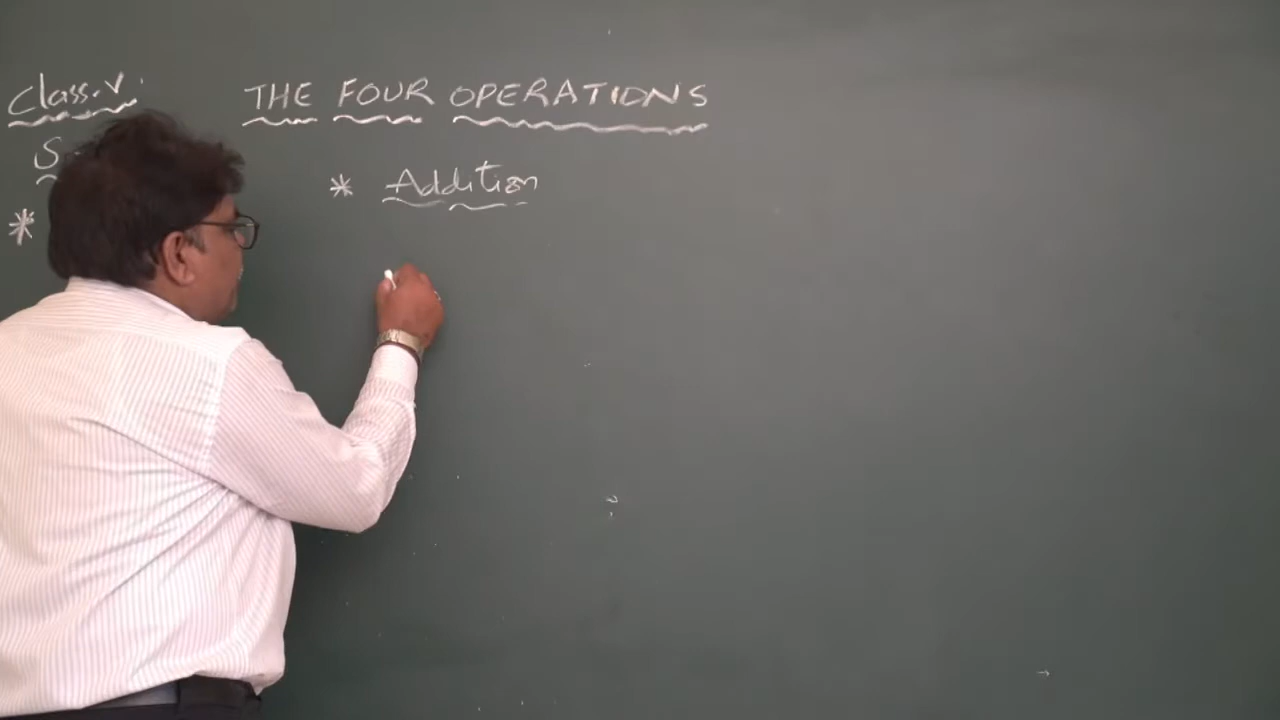 Class. V.
THE FOUR OPERATIONS
* Addition
*